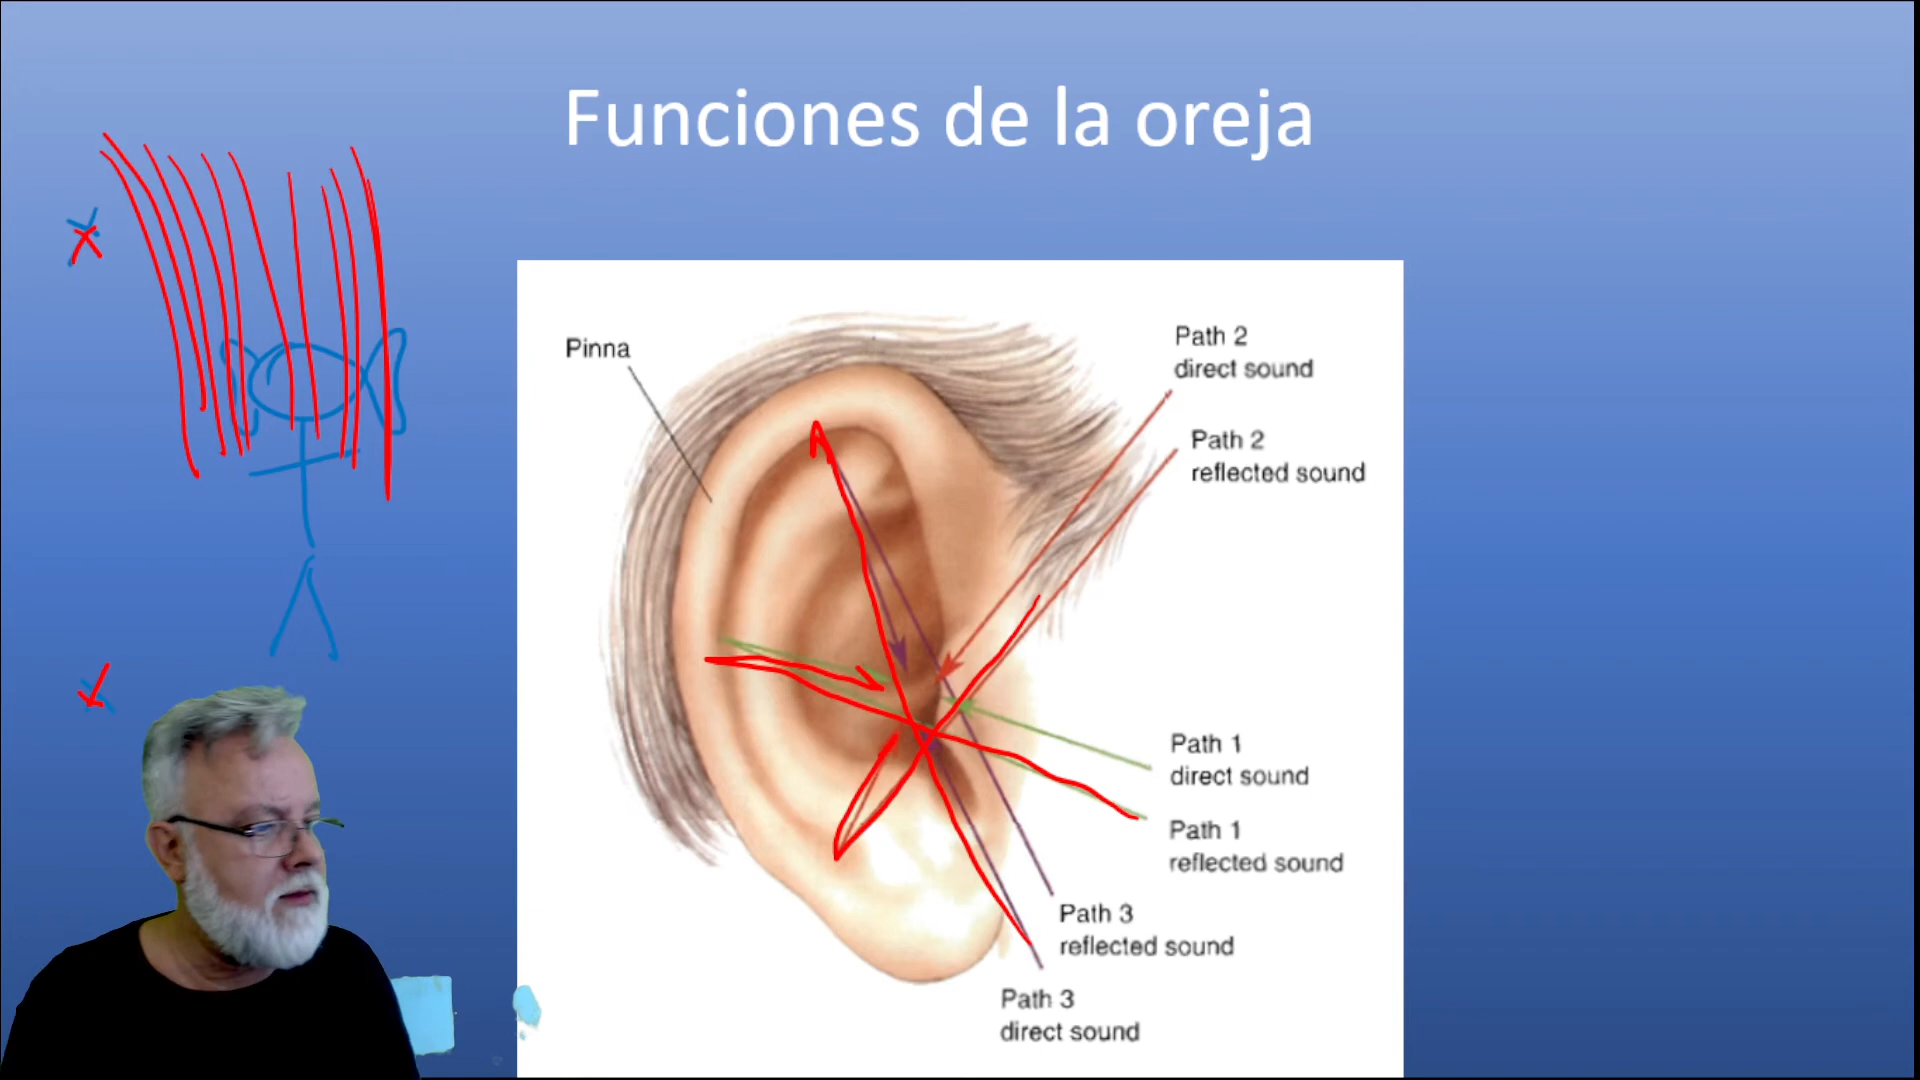 Funciones de la oreja
Pinna
Path 2
direct sound
Path 2
reflected sound
Path 1
direct sound
Path 1
reflected sound
Path 3
reflected sound
Path 3
direct sound